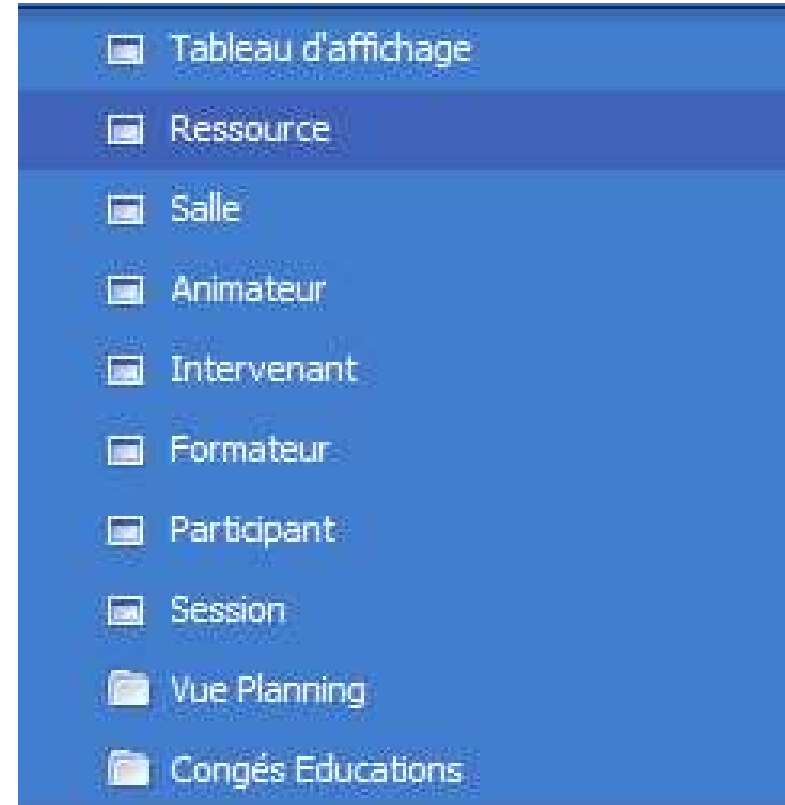 Tableau d'affichage
Ressource
Salle
Animateur
Intervenant
Formateur
Participant
Session
Vue Planning
Congés Educations